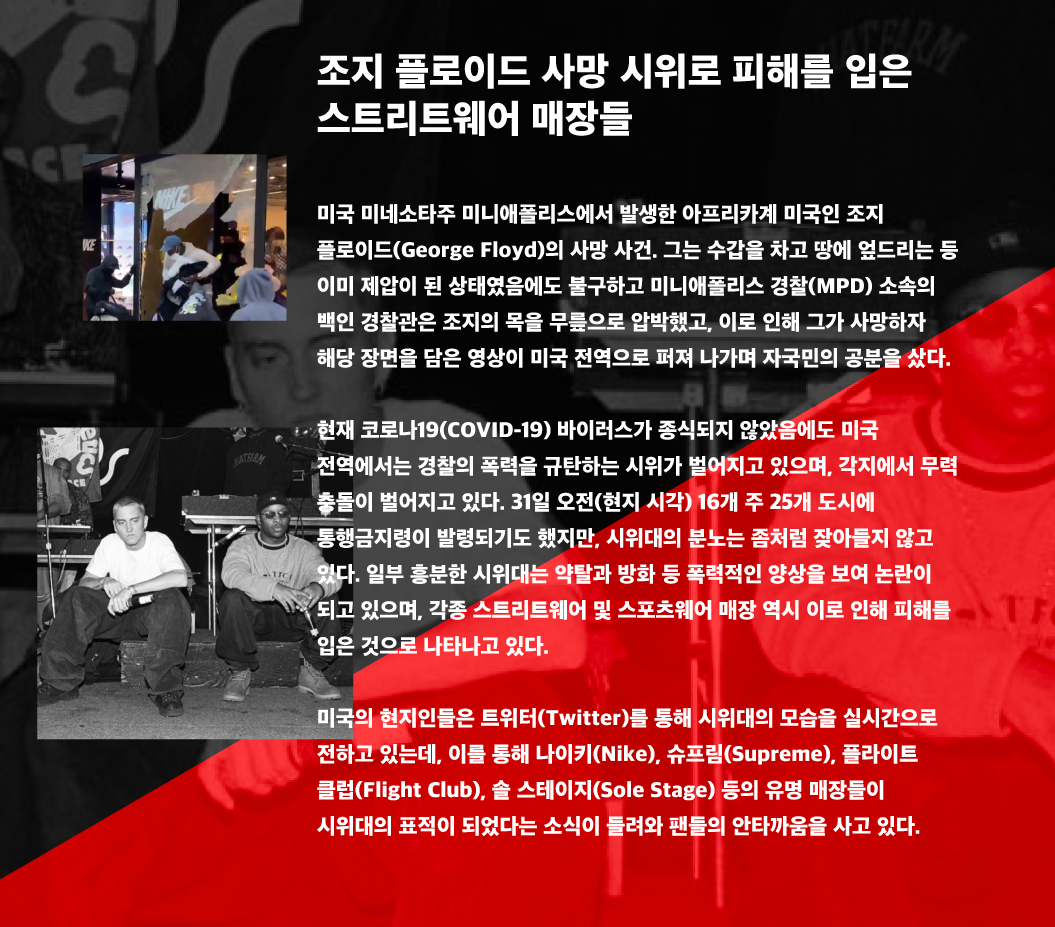 조지 플로이드 사망 시위로 피해를 입은
스트리트웨어 매장들
NIKE
미국 미네소타주 미니애폴리스에서 발생한 아프리카계 미국인 조지
플로이드(George Floyd)의 사망 사건. 그는 수갑을 차고 땅에 엎드리는 등
이미 제압이 된 상태였음에도 불구하고 미니애폴리스 경찰(MPD) 소속의
백인 경찰관은 조지의 목을 무릎으로 압박했고, 이로 인해 그가 사망하자
해당 장면을 담은 영상이 미국 전역으로 퍼져 나가며 자국민의 공분을 샀다.
현재 코로나19(COVID-19) 바이러스가 종식되지 않았음에도 미국
전역에서는 경찰의 폭력을 규탄하는 시위가 벌어지고 있으며, 각지에서 무력
충돌이 벌어지고 있다. 31일 오전(현지 시각) 16개 주 25개 도시에
통행금지령이 발령되기도 했지만, 시위대의 분노는 좀처럼 잦아들지 않고
있다. 일부 흥분한 시위대는 약탈과 방화 등 폭력적인 양상을 보여 논란이
되고 있으며, 각종 스트리트웨어 및 스포츠웨어 매장 역시 이로 인해 피해를
입은 것으로 나타나고 있다.
PHATFARM
미국의 현지인들은 트위터(Twitter)를 통해 시위대의 모습을 실시간으로
전하고 있는데, 이를 통해 나이키(Nike), 슈프림(Supreme), 플라이트
클럽(Flight Club), 솔 스테이지(Sole Stage) 등의 유명 매장들이
시위대의 표적이 되었다는 소식이 들려와 팬들의 안타까움을 사고 있다.